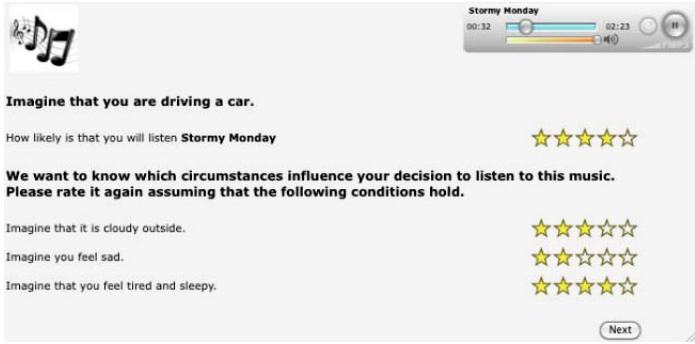 Stormy Monday
00:32 02:23
Imagine that you are driving a car.
How likely is that you will listen Stormy Monday
We want to know which circumstances influence your decision to listen to this music.
Please rate it again assuming that the following conditions hold.
Imagine that it is cloudy outside.
Imagine you feel sad.
Imagine that you feel tired and sleepy.
Next